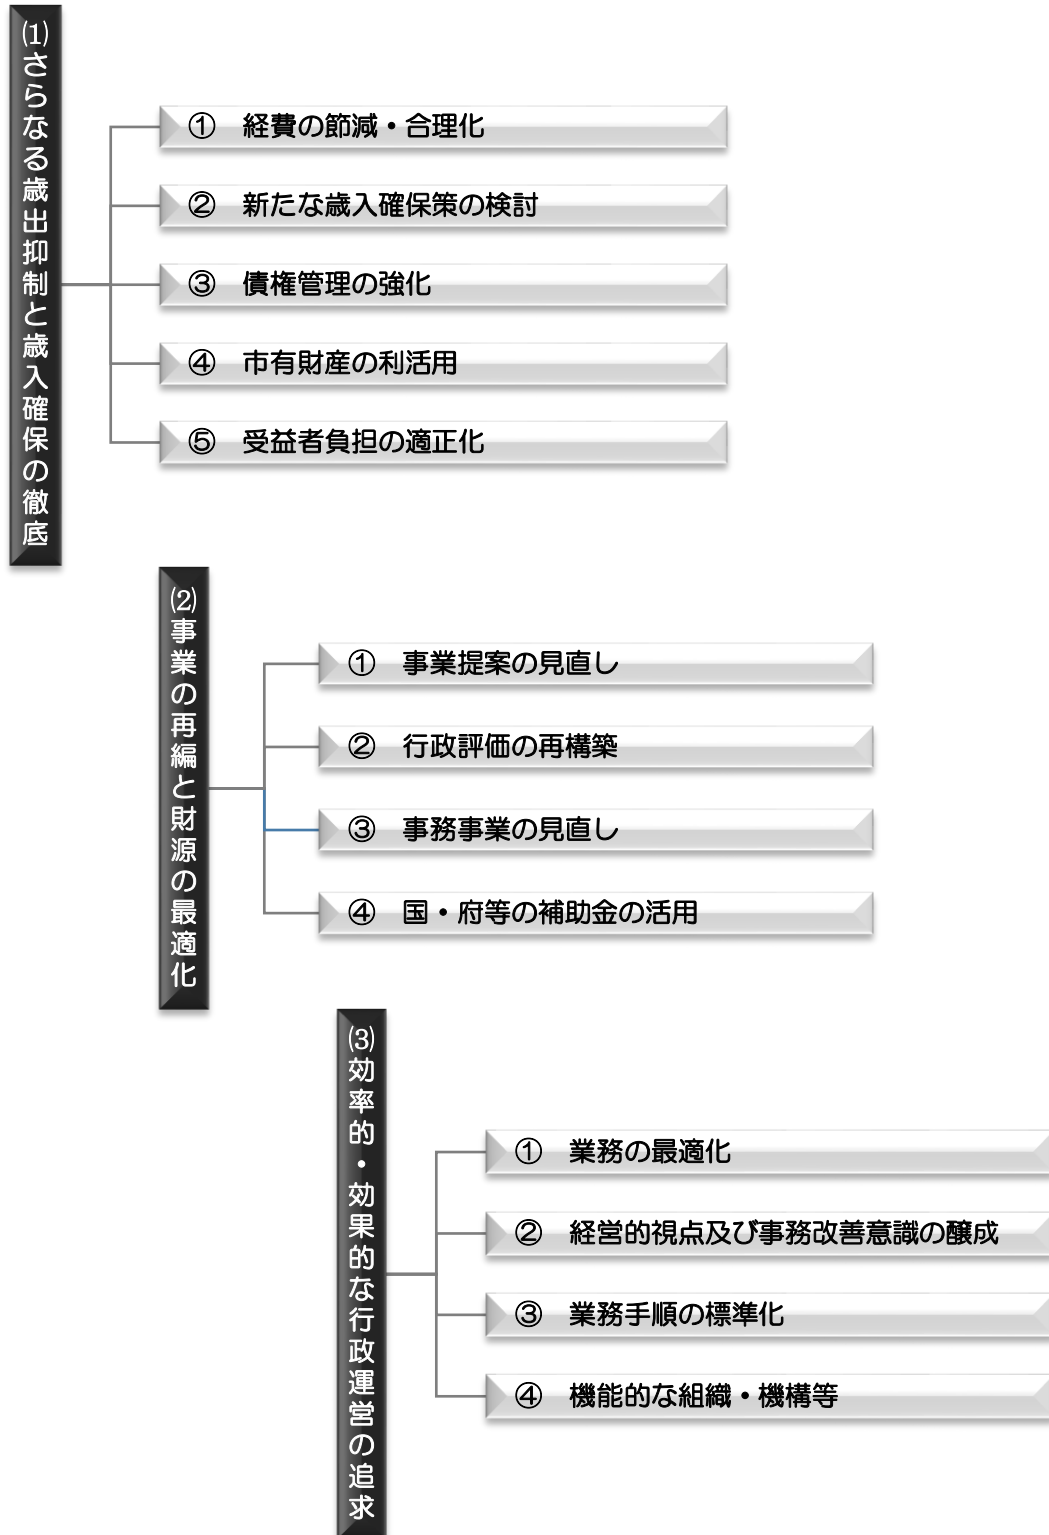 ⑴さらなる歳出抑制と歳入確保の徹底
① 経費の節減・合理化
② 新たな歳入確保策の検討
③ 債権管理の強化
④ 市有財産の利活用
⑤ 受益者負担の適正化
⑵事業の再編と財源の最適化
① 事業提案の見直し
② 行政評価の再構築
③ 事務事業の見直し
④ 国・府等の補助金の活用
⑶効率的・効果的な行政運営の追求
① 業務の最適化
② 経営的視点及び事務改善意識の醸成
③ 業務手順の標準化
④ 機能的な組織・機構等